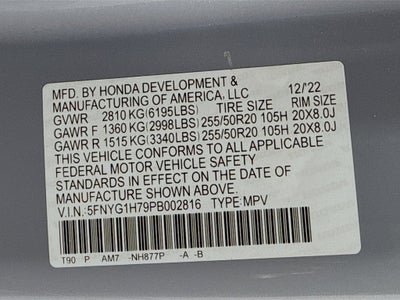 MFD. BY HONDA DEVELOPMENT &
MANUFACTURING OF AMERICA, LLC 12/'22
GVWR 2810 KG(6195LBS) TIRE SIZE RIM SIZE
GAWR F 1360 KG(2998LBS) 255/50R20 105H 20X8.0J
GAWR R 1515 KG(3340LBS) 255/50R20 105H 20X8.0J
THIS VEHICLE CONFORMS TO ALL APPLICABLE
FEDERAL MOTOR VEHICLE SAFETY
STANDARDS IN EFFECT ON THE DATE OF
MANUFACTURE SHOWN ABOVE.
V.I.N.: 5FNYG1H79PB002816 TYPE: MPV
T90 P AM7 -NH877P -A -B